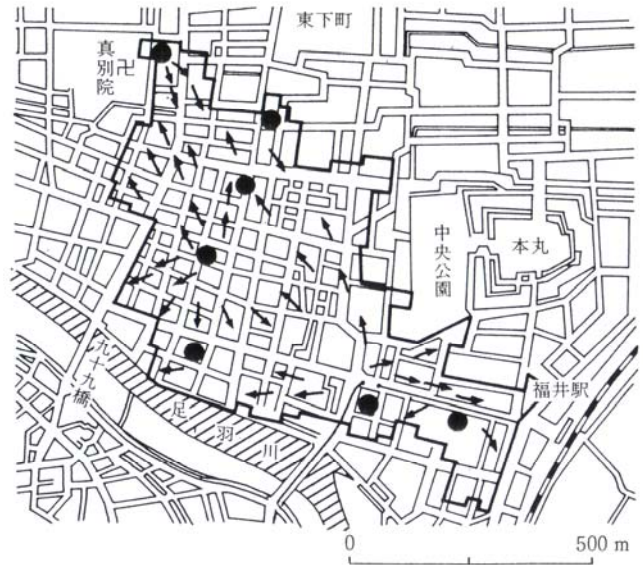 東下町
真別院
卍
中央公園
本丸
福井駅
九十九橋
足羽川
0 500 m